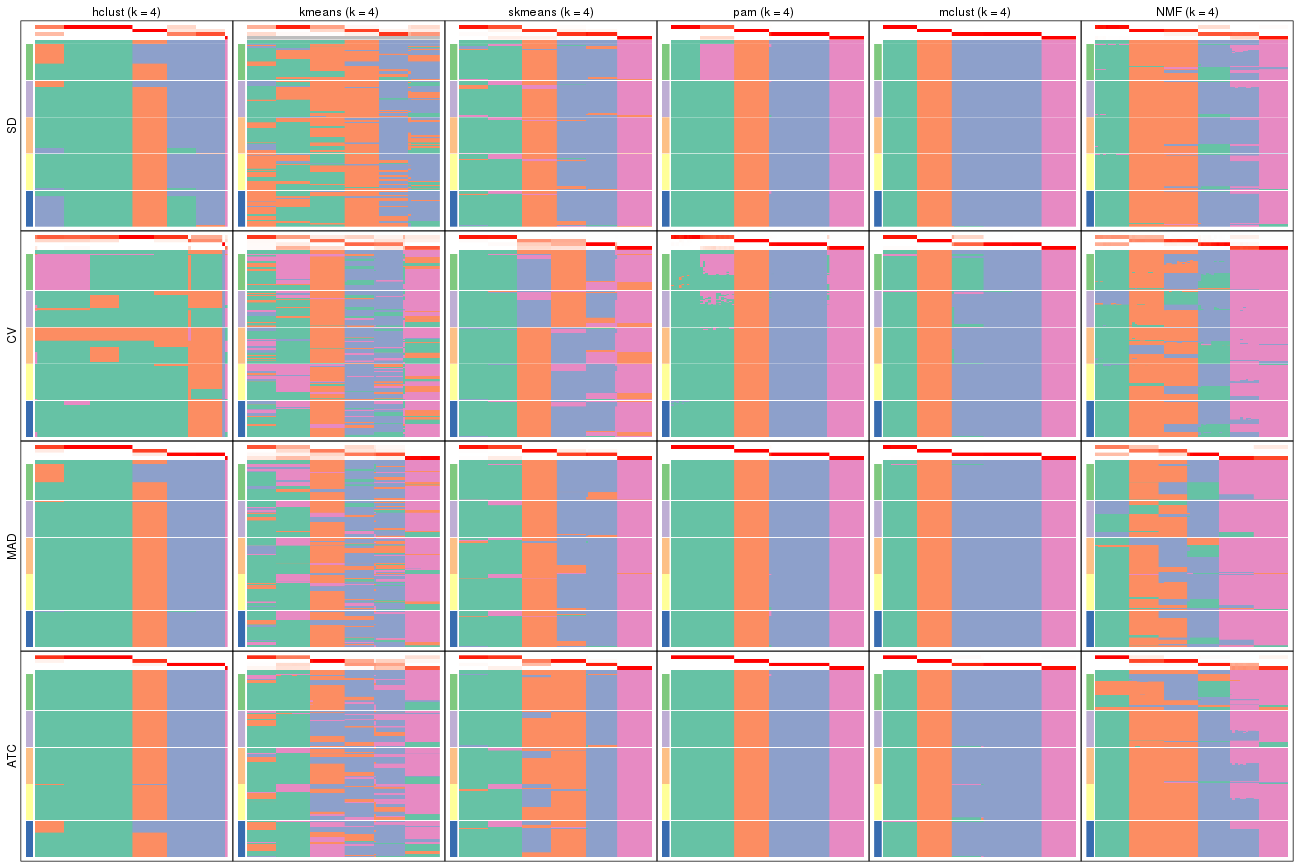 hclust (k = 4) kmeans (k = 4) skmeans (k = 4) pam (k = 4) mclust (k = 4) NMF (k = 4)
SD
CV
MAD
ATC